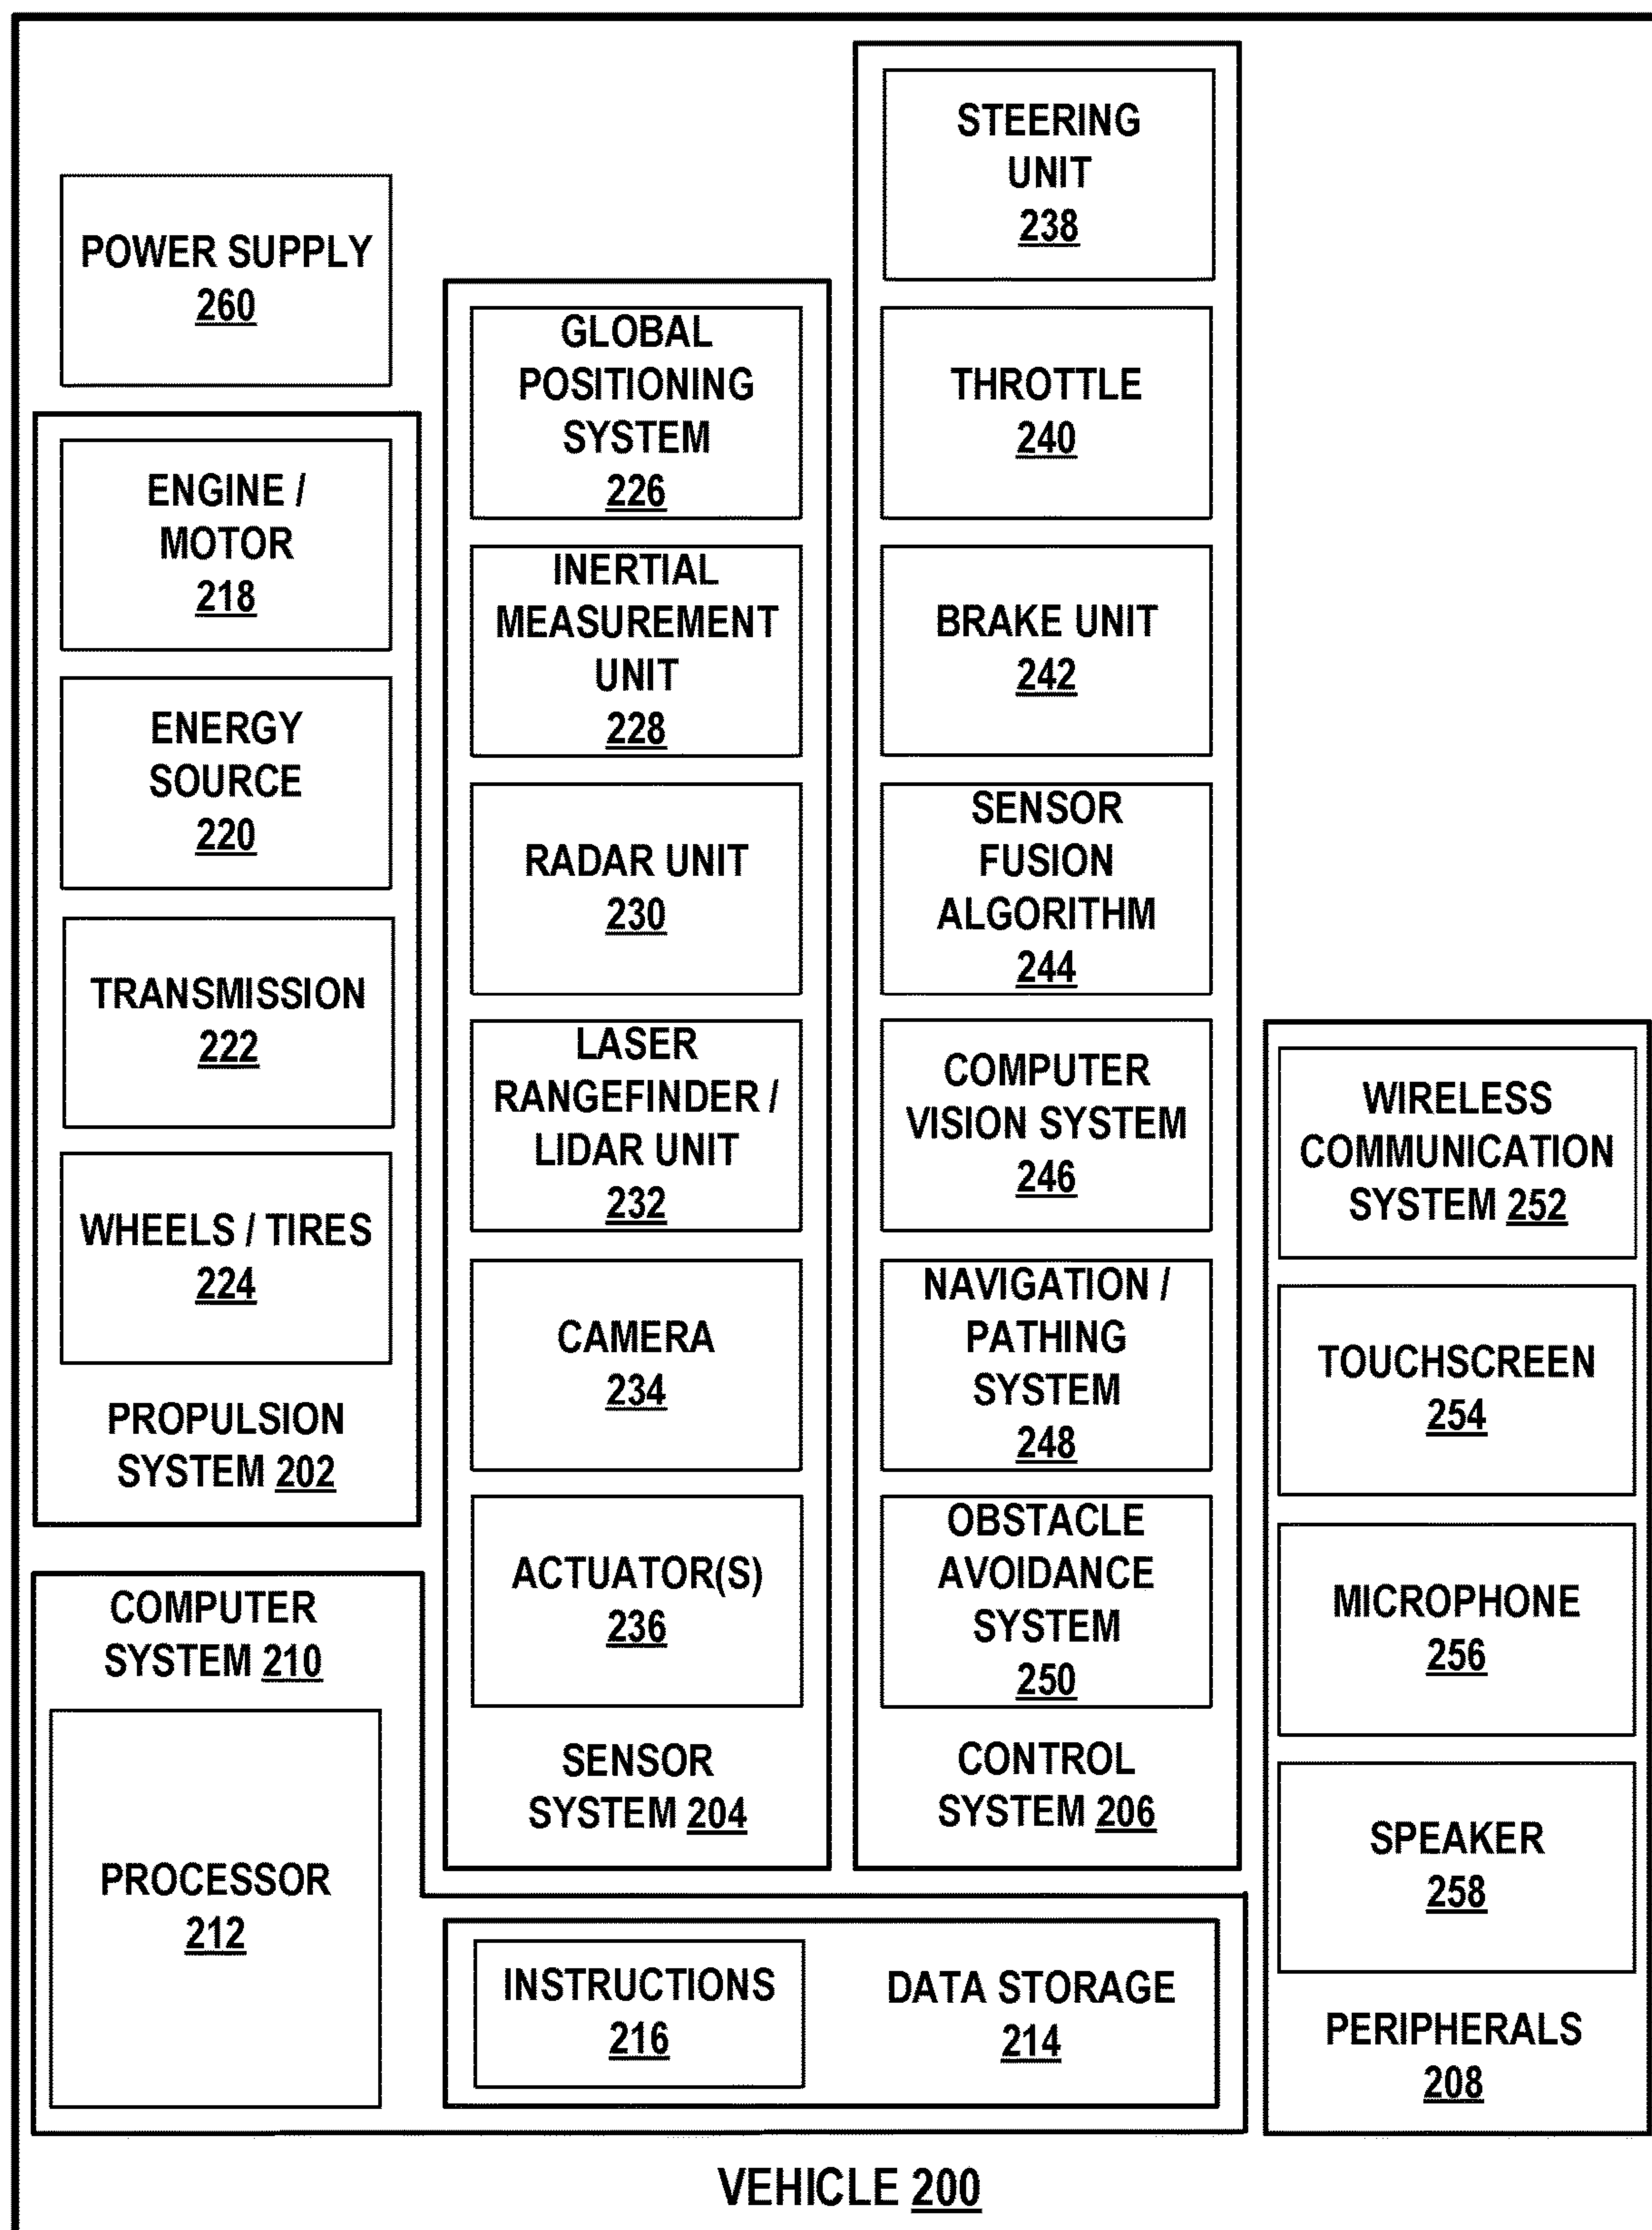 POWER SUPPLY
260
ENGINE /
MOTOR
218
ENERGY
SOURCE
220
TRANSMISSION
222
WHEELS / TIRES
224
PROPULSION
SYSTEM 202
COMPUTER
SYSTEM 210
PROCESSOR
212
GLOBAL
POSITIONING
SYSTEM
226
INERTIAL
MEASUREMENT
UNIT
228
RADAR UNIT
230
LASER
RANGEFINDER /
LIDAR UNIT
232
CAMERA
234
ACTUATOR(S)
236
SENSOR
SYSTEM 204
INSTRUCTIONS
216
DATA STORAGE
214
STEERING
UNIT
238
THROTTLE
240
BRAKE UNIT
242
SENSOR
FUSION
ALGORITHM
244
COMPUTER
VISION SYSTEM
246
NAVIGATION /
PATHING
SYSTEM
248
OBSTACLE
AVOIDANCE
SYSTEM
250
CONTROL
SYSTEM 206
WIRELESS
COMMUNICATION
SYSTEM 252
TOUCHSCREEN
254
MICROPHONE
256
SPEAKER
258
PERIPHERALS
208
VEHICLE 200